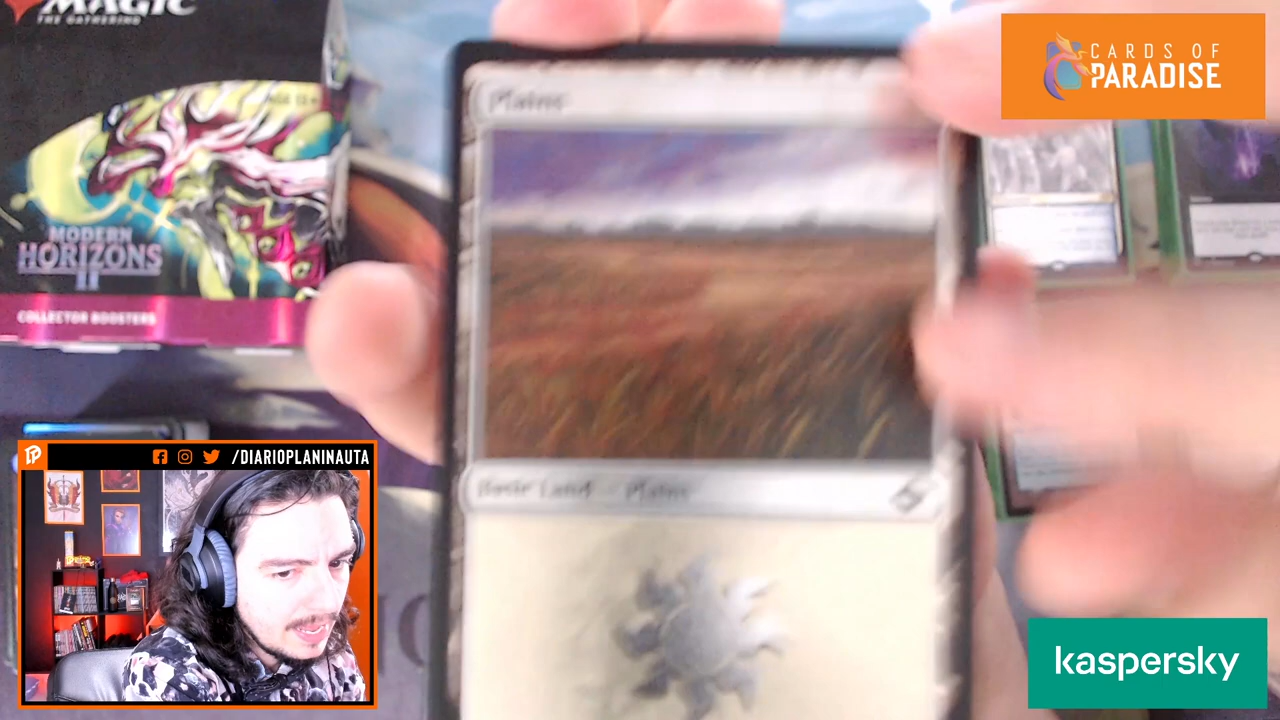 MAGIC
THE GATHERING
MODERN
HORIZONS
II
COLLECTOR BOOSTERS
Plains
Basic Land — Plains
CARDS OF
PARADISE
/DIARIOPLANINAUTA
kaspersky